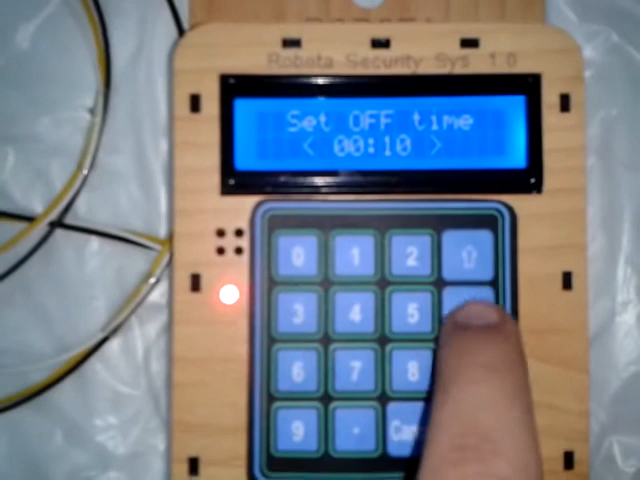 Robota Security Sys 1.0
Set OFF time
< 00:10 >
0 1 2
3 4 5
6 7 8
9 .